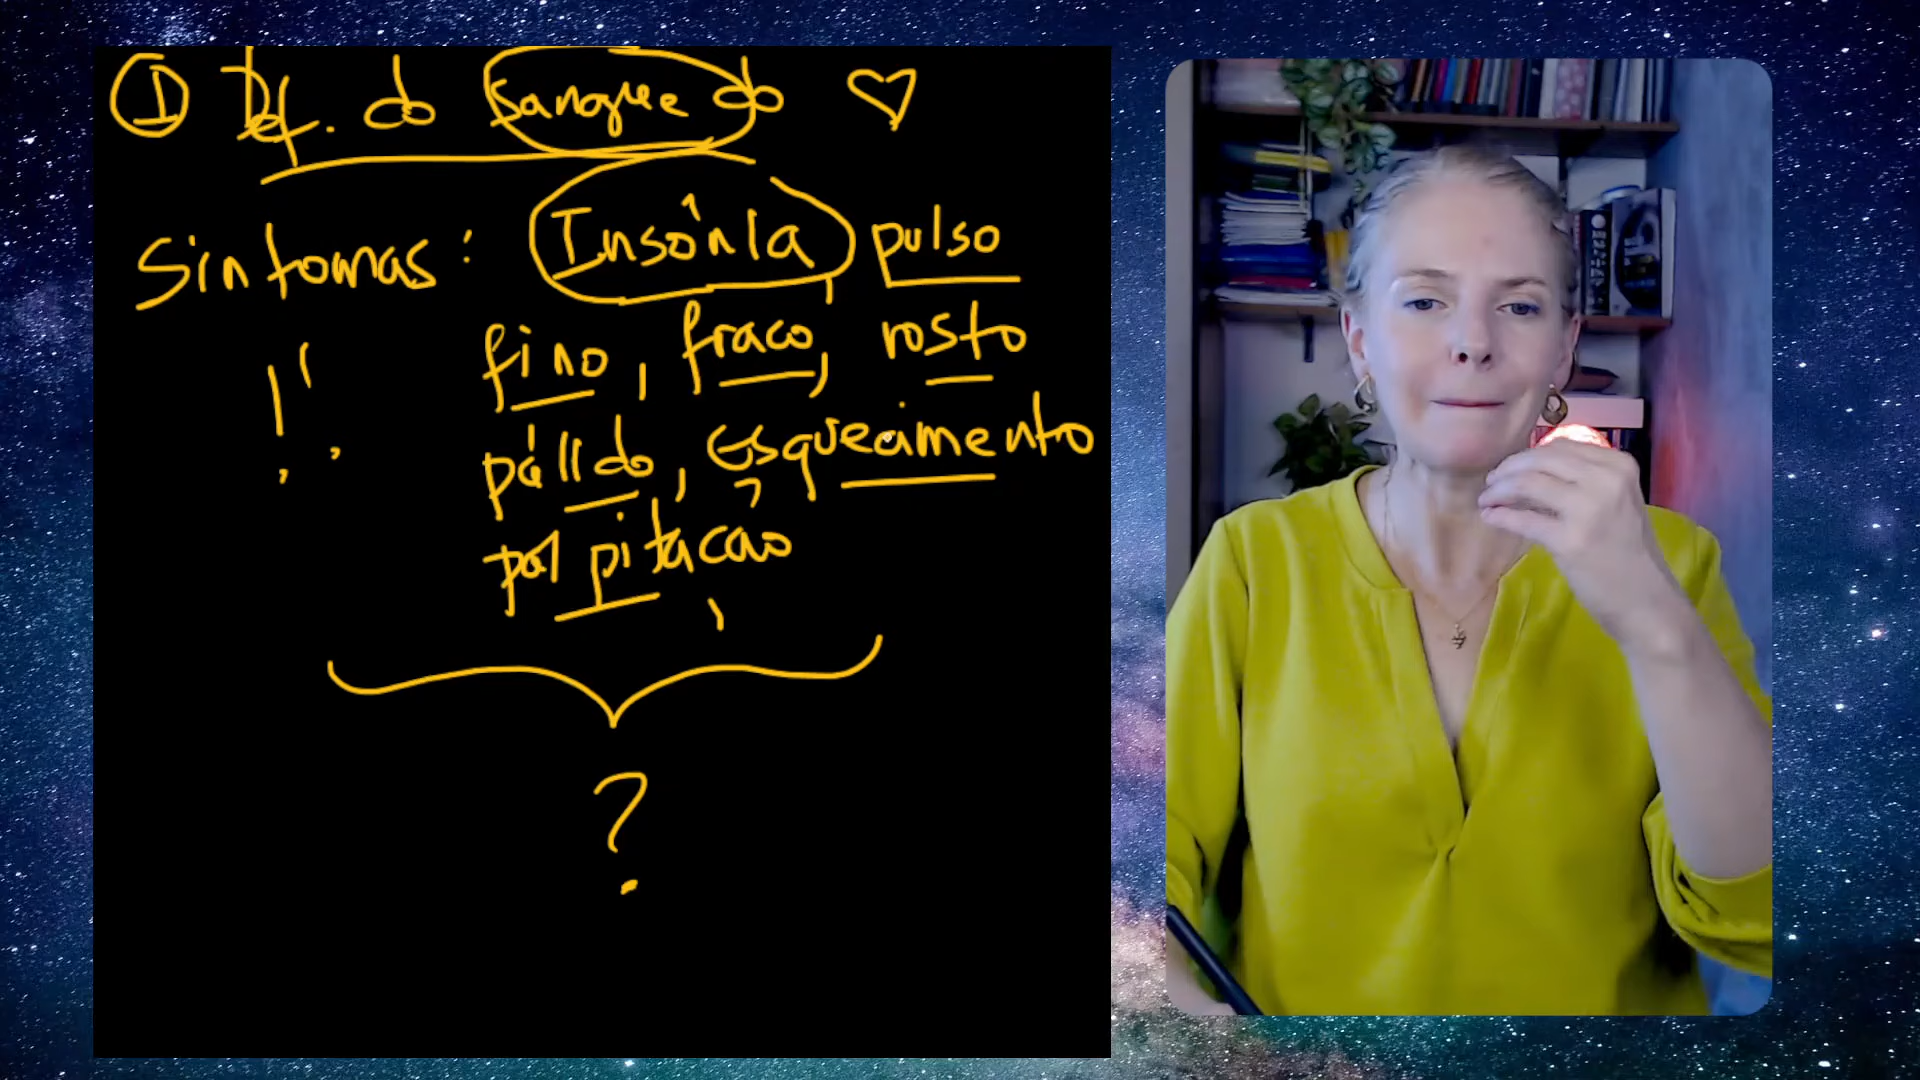 ① Def. do Sangue do ♡
Sintomas: Insônia, pulso
fino, fraco, rosto
pálido, esquecimento,
palpitação,
?